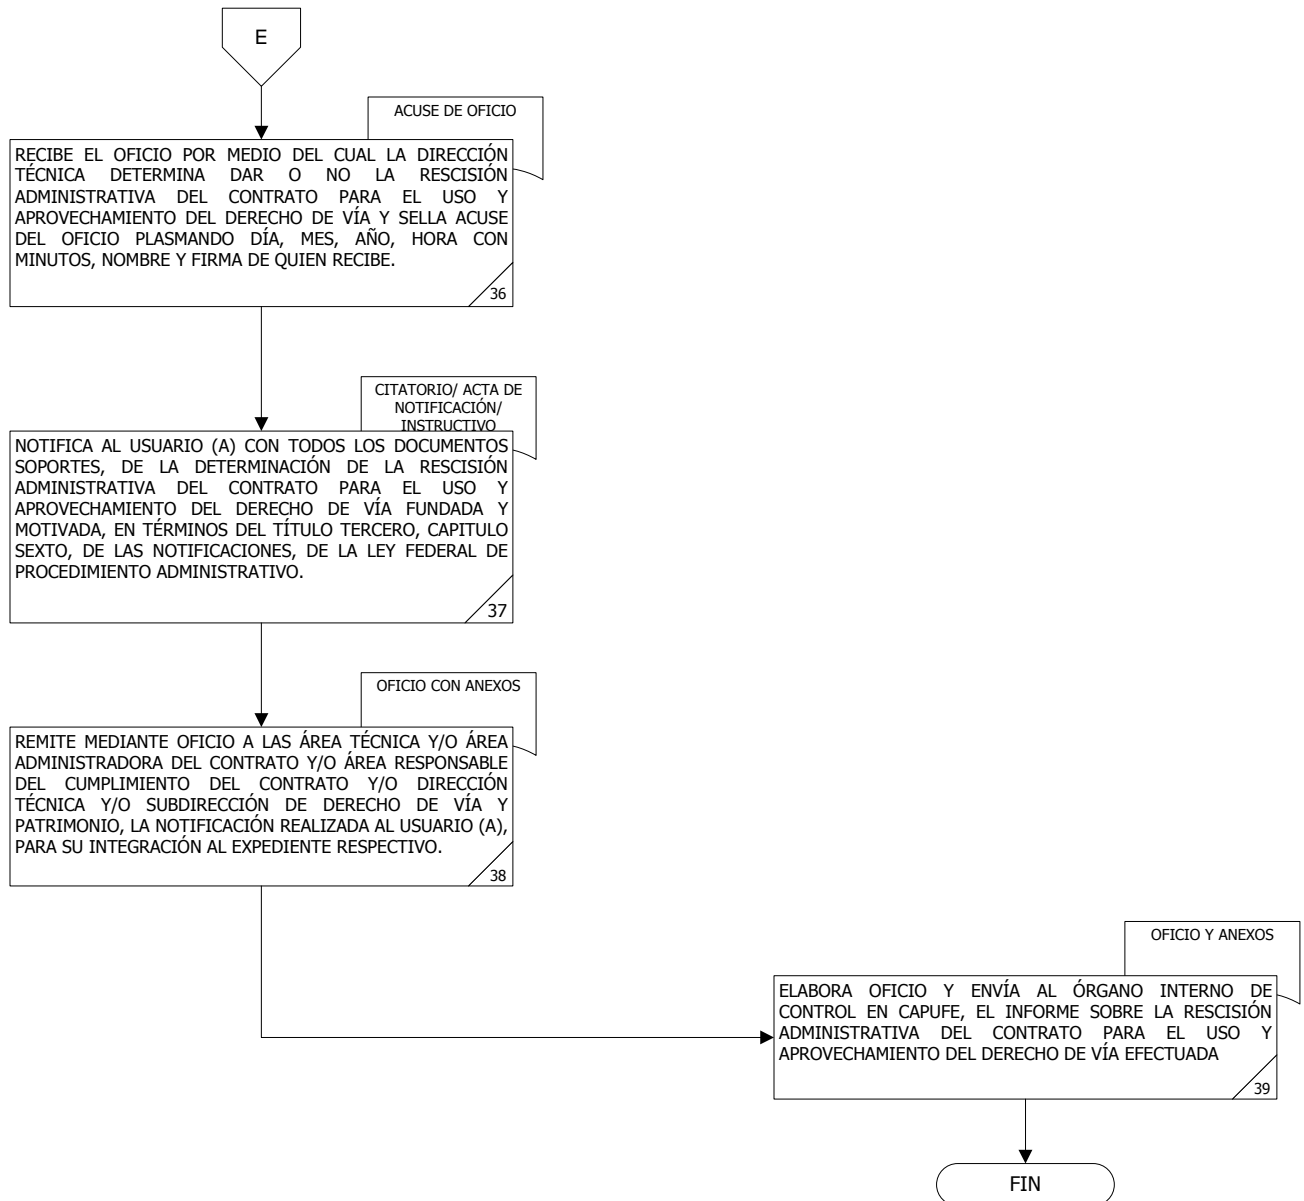 E
ACUSE DE OFICIO
RECIBE EL OFICIO POR MEDIO DEL CUAL LA DIRECCIÓN
TÉCNICA DETERMINA DAR O NO LA RESCISIÓN
ADMINISTRATIVA DEL CONTRATO PARA EL USO Y
APROVECHAMIENTO DEL DERECHO DE VÍA Y SELLA ACUSE
DEL OFICIO PLASMANDO DÍA, MES, AÑO, HORA CON
MINUTOS, NOMBRE Y FIRMA DE QUIEN RECIBE.
36
CITATORIO/ ACTA DE
NOTIFICACIÓN/
INSTRUCTIVO
NOTIFICA AL USUARIO (A) CON TODOS LOS DOCUMENTOS
SOPORTES, DE LA DETERMINACIÓN DE LA RESCISIÓN
ADMINISTRATIVA DEL CONTRATO PARA EL USO Y
APROVECHAMIENTO DEL DERECHO DE VÍA FUNDADA Y
MOTIVADA, EN TÉRMINOS DEL TÍTULO TERCERO, CAPITULO
SEXTO, DE LAS NOTIFICACIONES, DE LA LEY FEDERAL DE
PROCEDIMIENTO ADMINISTRATIVO.
37
OFICIO CON ANEXOS
REMITE MEDIANTE OFICIO A LAS ÁREA TÉCNICA Y/O ÁREA
ADMINISTRADORA DEL CONTRATO Y/O ÁREA RESPONSABLE
DEL CUMPLIMIENTO DEL CONTRATO Y/O DIRECCIÓN
TÉCNICA Y/O SUBDIRECCIÓN DE DERECHO DE VÍA Y
PATRIMONIO, LA NOTIFICACIÓN REALIZADA AL USUARIO (A),
PARA SU INTEGRACIÓN AL EXPEDIENTE RESPECTIVO.
38
OFICIO Y ANEXOS
ELABORA OFICIO Y ENVÍA AL ÓRGANO INTERNO DE
CONTROL EN CAPUFE, EL INFORME SOBRE LA RESCISIÓN
ADMINISTRATIVA DEL CONTRATO PARA EL USO Y
APROVECHAMIENTO DEL DERECHO DE VÍA EFECTUADA
39
FIN